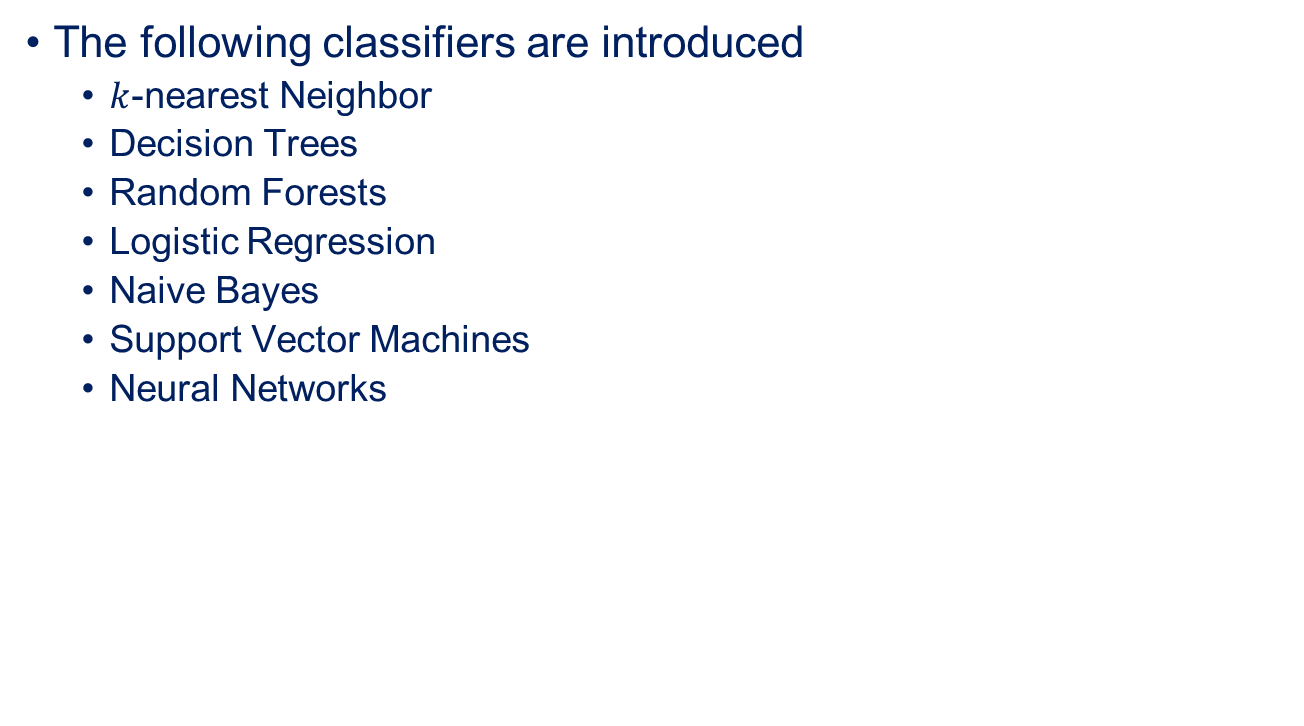 • The following classifiers are introduced
• 𝑘-nearest Neighbor
• Decision Trees
• Random Forests
• Logistic Regression
• Naive Bayes
• Support Vector Machines
• Neural Networks